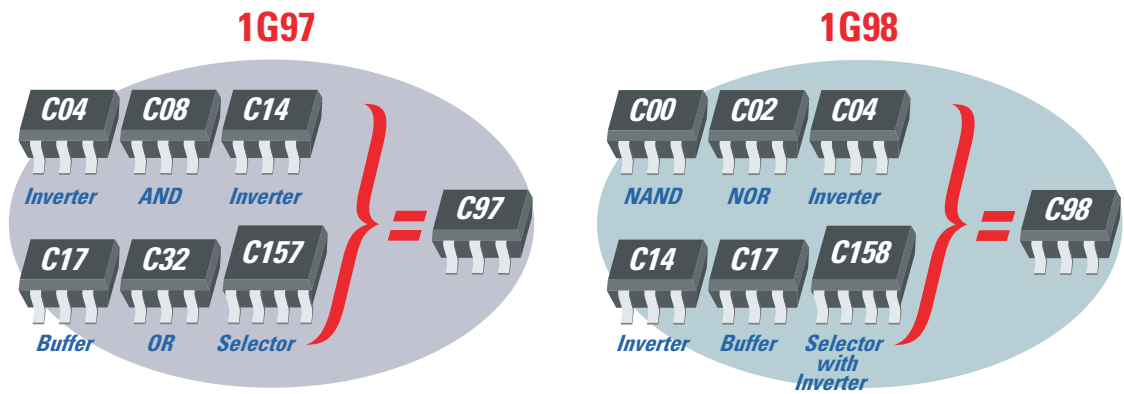 1G97
C04 C08 C14
Inverter AND Inverter
C97
C17 C32 C157
Buffer OR Selector
=
1G98
C00 C02 C04
NAND NOR Inverter
C98
C14 C17 C158
Inverter Buffer Selector
with
Inverter
=